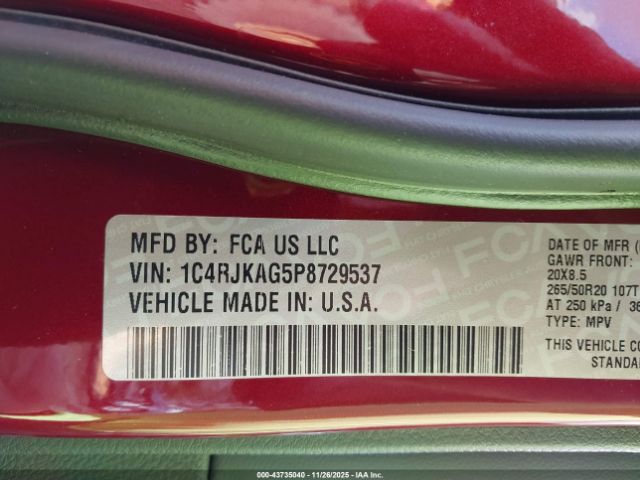 MFD BY: FCA US LLC
VIN: 1C4RJKAG5P8729537
VEHICLE MADE IN: U.S.A.
DATE OF MFR
GAWR FRONT:
20X8.5
265/50R20 107T
AT 250 kPa / 36
TYPE: MPV
THIS VEHICLE
STANDA
000-43735040 | 11/26/2025 - IAA Inc.